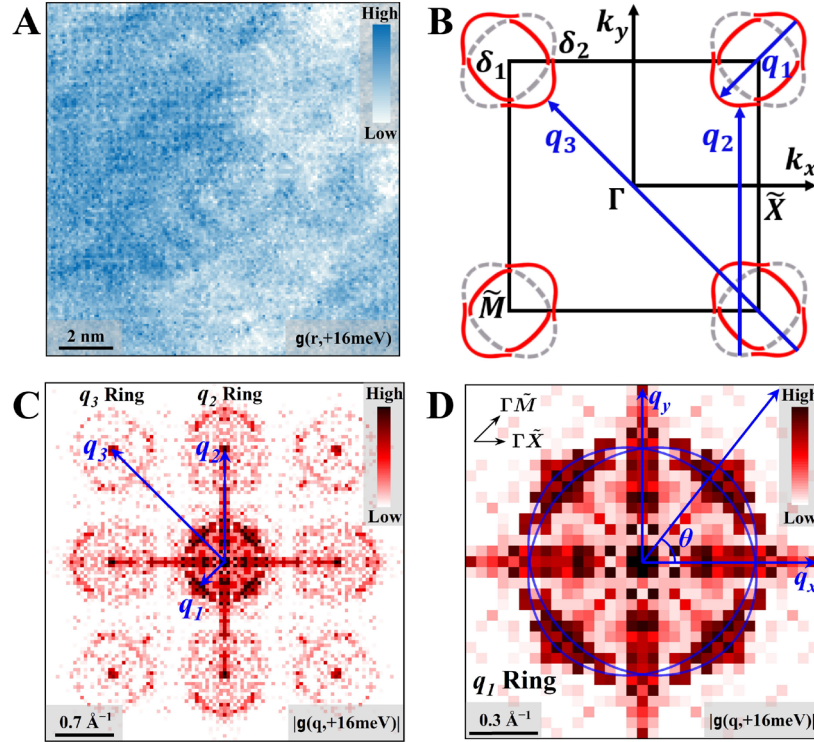 A
High
Low
2 nm
g(r,+16meV)
B
k_y
δ_1
δ_2
q_1
q_2
q_3
k_x
Γ
X̃
M̃
C
q_3 Ring
q_2 Ring
High
q_3
q_2
Low
q_1
0.7 Å⁻¹
|g(q,+16meV)|
D
ΓM̃
ΓX̃
q_y
High
Low
θ
q_x
q_1 Ring
0.3 Å⁻¹
|g(q,+16meV)|